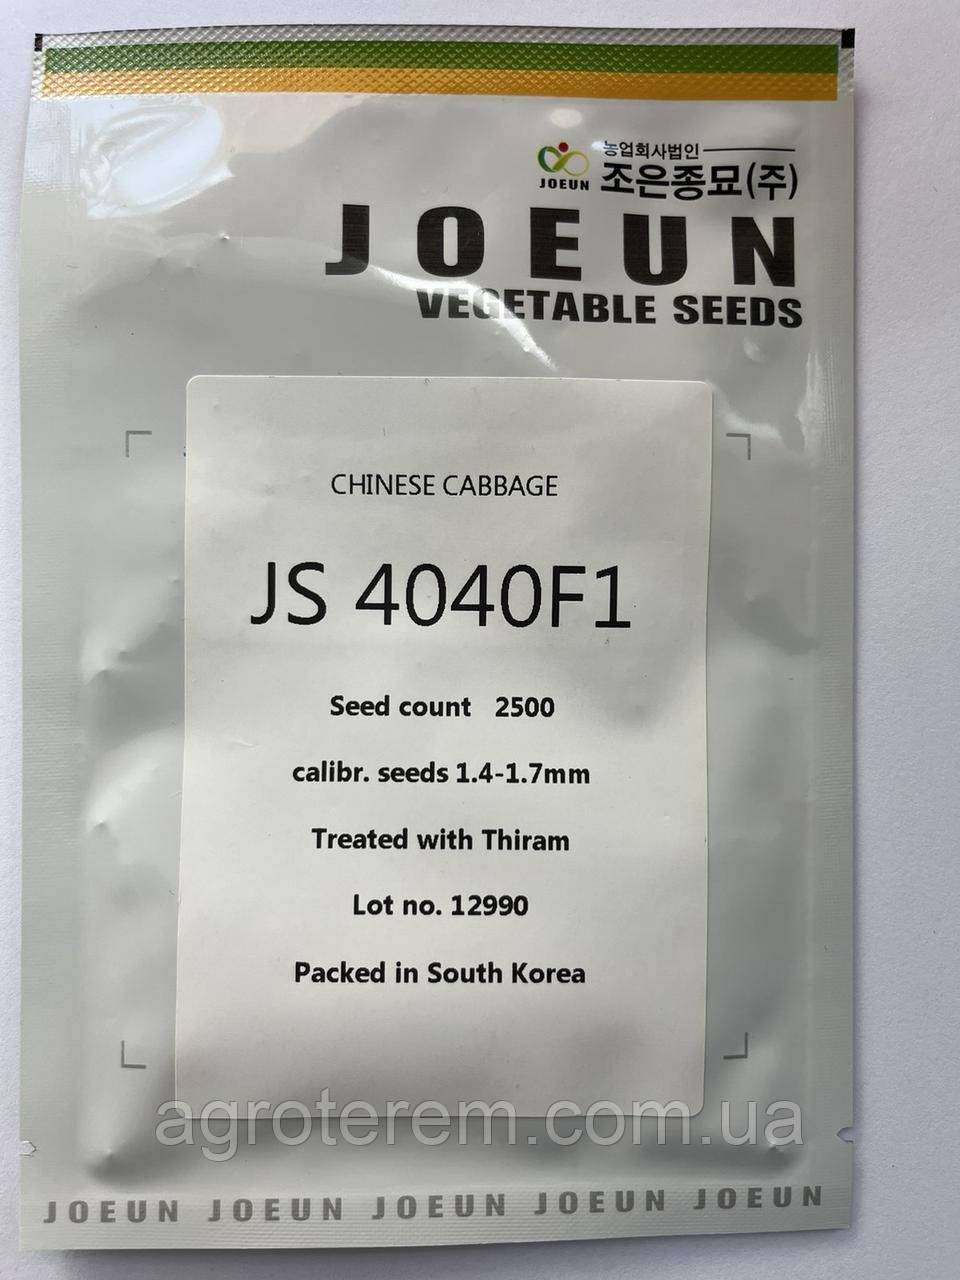 농업회사법인
JOEUN 조은종묘(주)
JOEUN
VEGETABLE SEEDS
CHINESE CABBAGE
JS 4040F1
Seed count 2500
calibr. seeds 1.4-1.7mm
Treated with Thiram
Lot no. 12990
Packed in South Korea
agroterem.com.ua
JOEUN JOEUN JOEUN JOEUN JOEUN